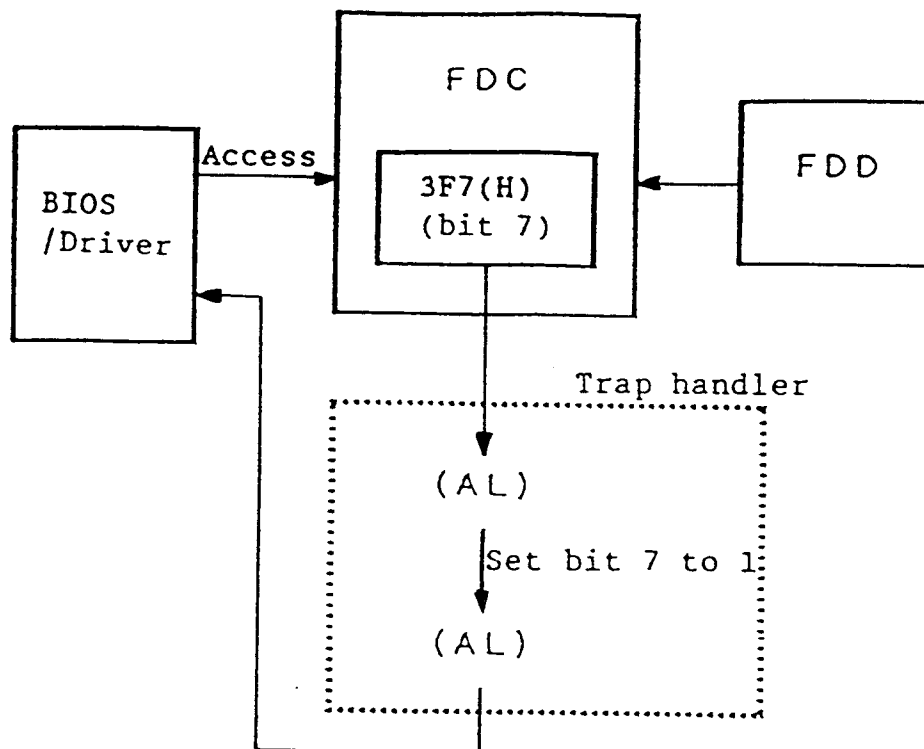 FDC
FDD
Access
3F7(H)
(bit 7)
BIOS
/Driver
Trap handler
(AL)
Set bit 7 to 1
(AL)